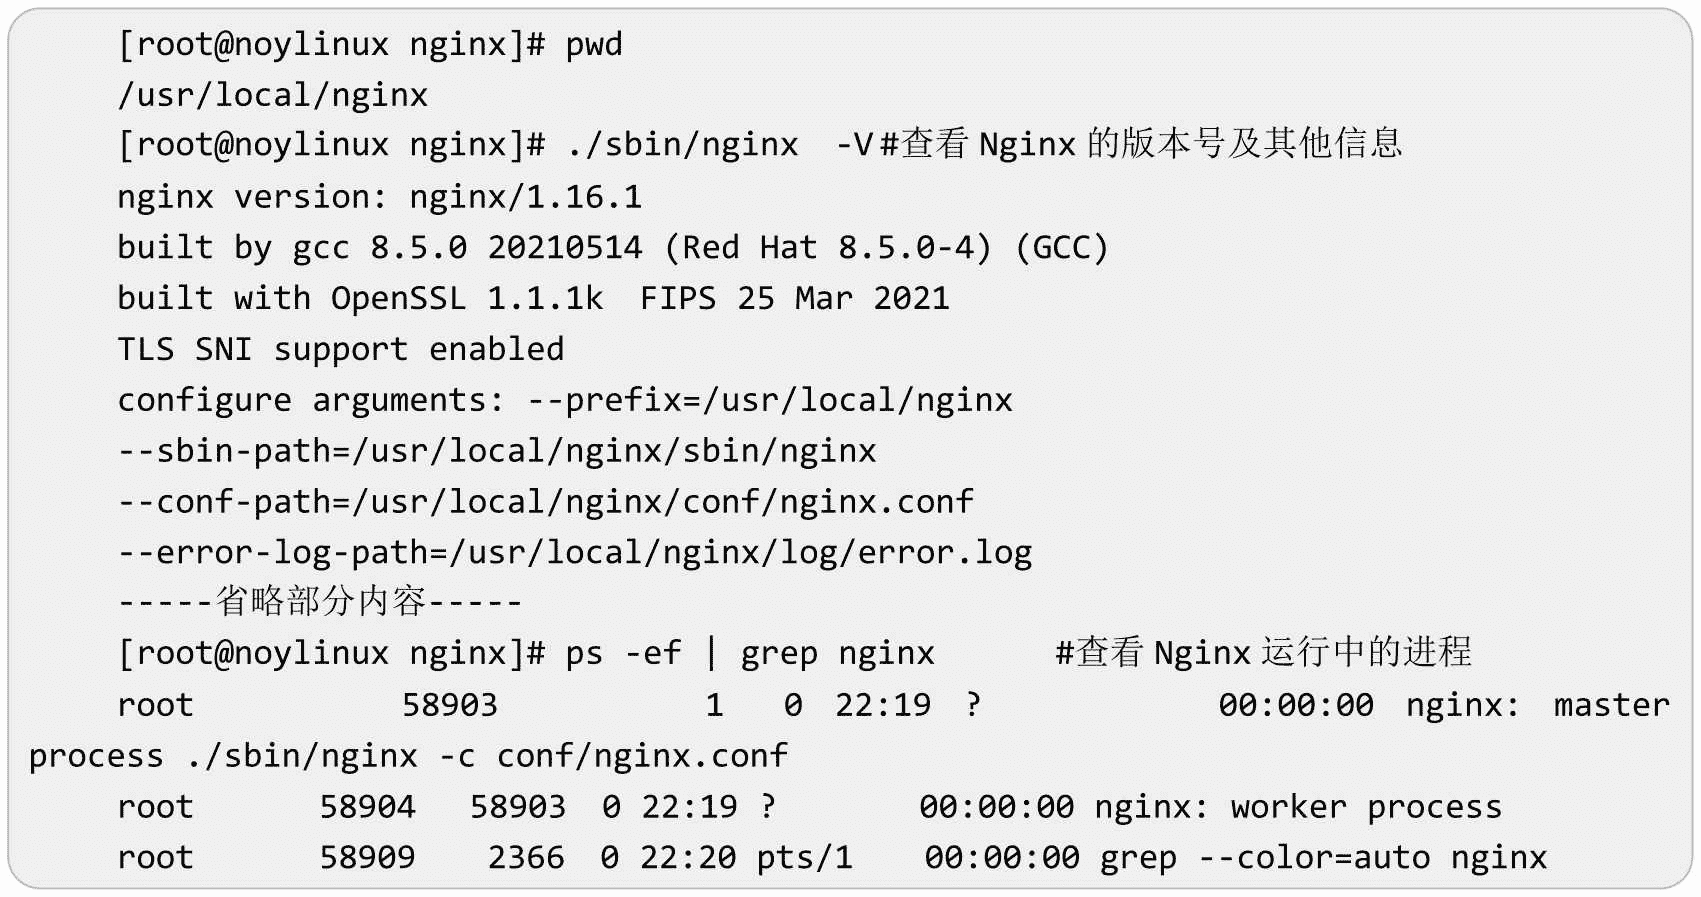 [root@noylinux nginx]# pwd
/usr/local/nginx
[root@noylinux nginx]# ./sbin/nginx  -V #查看 Nginx 的版本号及其他信息
nginx version: nginx/1.16.1
built by gcc 8.5.0 20210514 (Red Hat 8.5.0-4) (GCC)
built with OpenSSL 1.1.1k  FIPS 25 Mar 2021
TLS SNI support enabled
configure arguments: --prefix=/usr/local/nginx
--sbin-path=/usr/local/nginx/sbin/nginx
--conf-path=/usr/local/nginx/conf/nginx.conf
--error-log-path=/usr/local/nginx/log/error.log
-----省略部分内容-----
[root@noylinux nginx]# ps -ef | grep nginx      #查看 Nginx 运行中的进程
root 58903 1 0 22:19 ? 00:00:00 nginx: master
process ./sbin/nginx -c conf/nginx.conf
root 58904 58903 0 22:19 ? 00:00:00 nginx: worker process
root 58909 2366 0 22:20 pts/1 00:00:00 grep --color=auto nginx